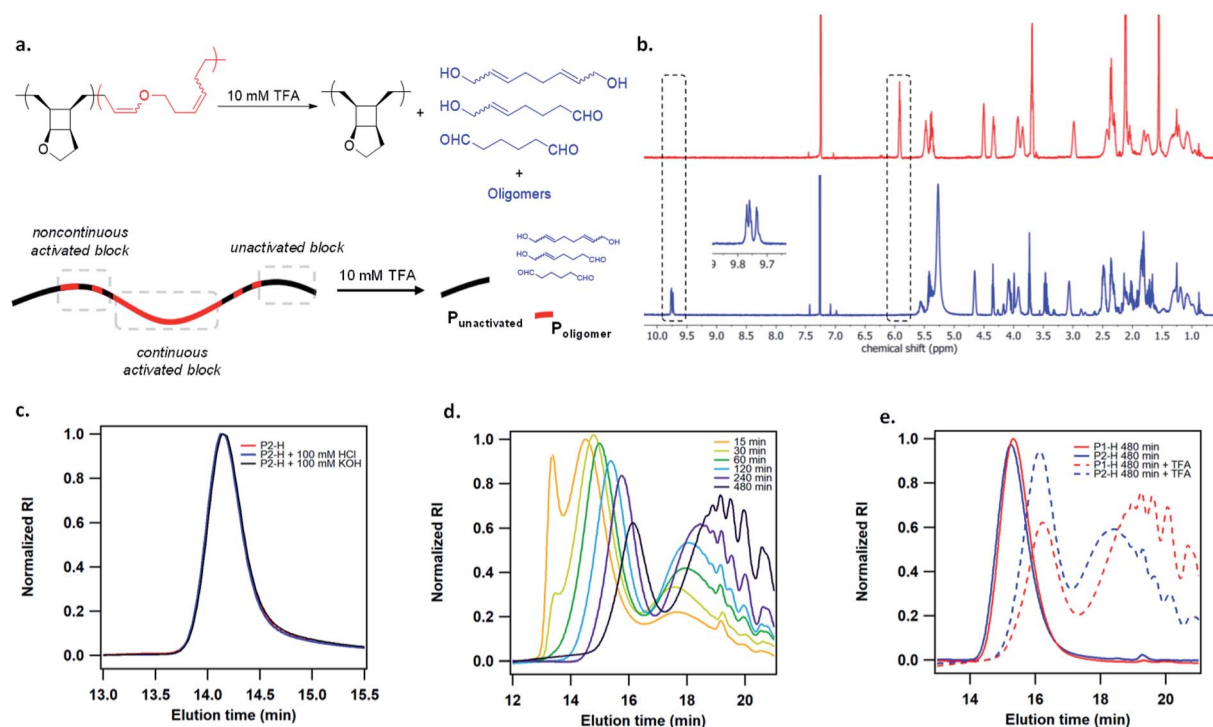 a.
O
10 mM TFA
O
O
+
HO
OH
HO
CHO
OHC
CHO
+
Oligomers
noncontinuous
activated block
unactivated block
continuous
activated block
10 mM TFA
HO
OH
HO
CHO
OHC
CHO
Punactivated
Poligomer
b.
9
9.8
9.7
10.0
9.5
9.0
8.5
8.0
7.5
7.0
6.5
6.0
5.5
5.0
4.5
4.0
3.5
3.0
2.5
2.0
1.5
1.0
chemical shift (ppm)
c.
Normalized RI
1.0
0.8
0.6
0.4
0.2
0.0
P2-H
P2-H + 100 mM HCl
P2-H + 100 mM KOH
13.0
13.5
14.0
14.5
15.0
15.5
Elution time (min)
d.
Normalized RI
1.0
0.8
0.6
0.4
0.2
0.0
15 min
30 min
60 min
120 min
240 min
480 min
12
14
16
18
20
Elution time (min)
e.
Normalized RI
1.0
0.8
0.6
0.4
0.2
0.0
P1-H 480 min
P2-H 480 min
P1-H 480 min + TFA
P2-H 480 min + TFA
14
16
18
20
Elution time (min)